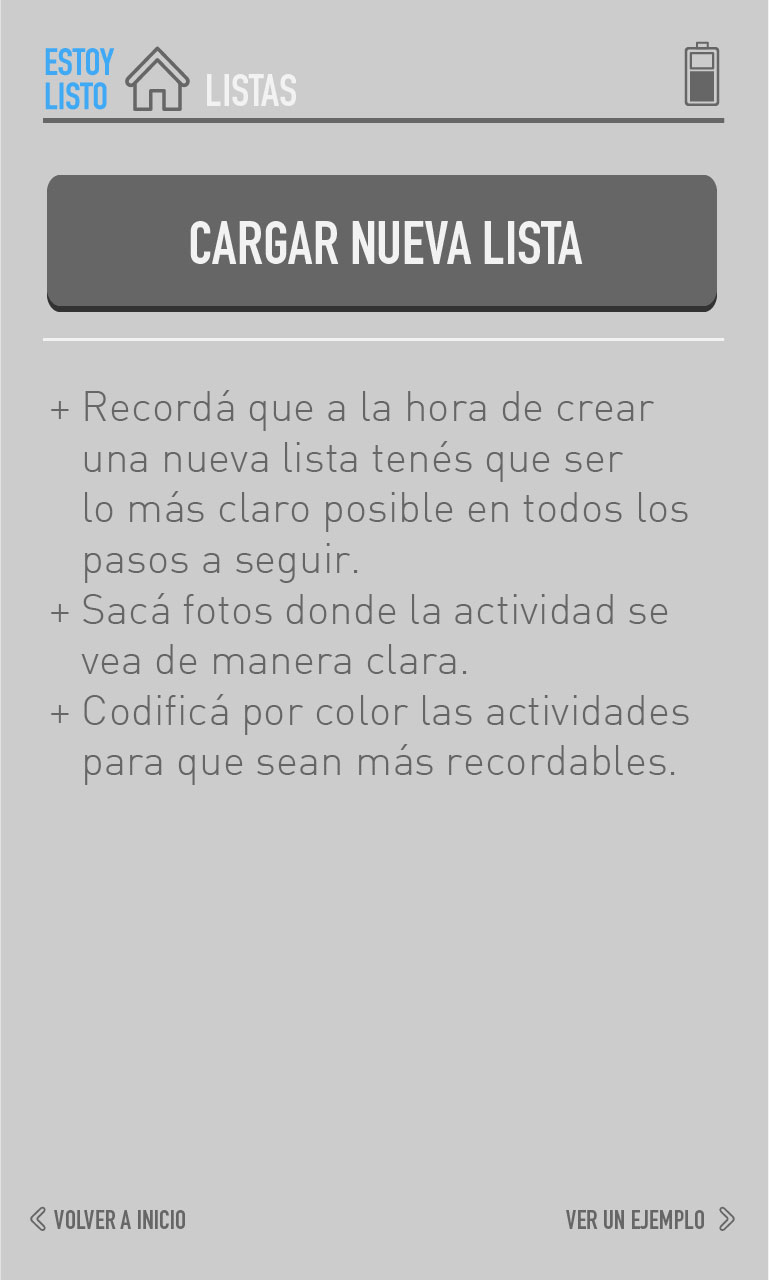 ESTOY
LISTO
LISTAS
CARGAR NUEVA LISTA
+ Recordá que a la hora de crear
una nueva lista tenés que ser
lo más claro posible en todos los
pasos a seguir.
+ Sacá fotos donde la actividad se
vea de manera clara.
+ Codificá por color las actividades
para que sean más recordables.
VOLVER A INICIO
VER UN EJEMPLO